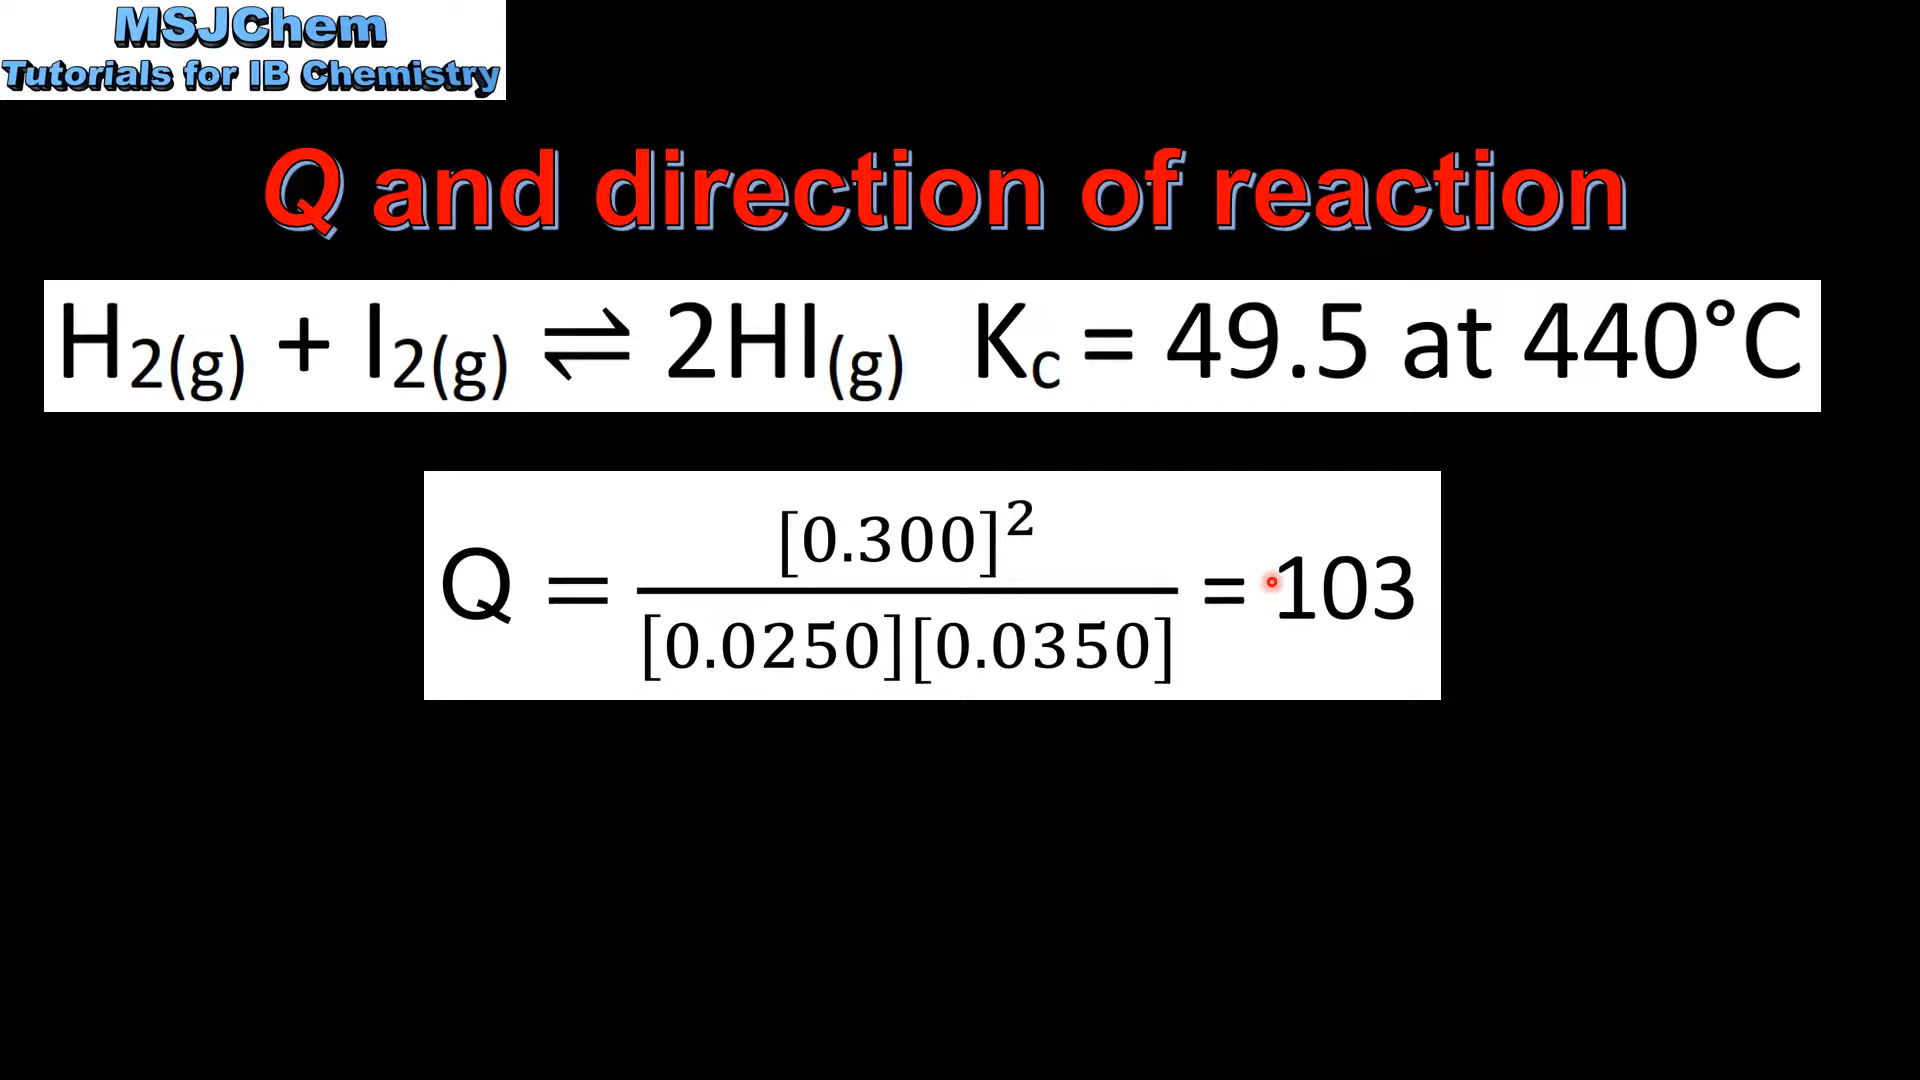 MSJChem
Tutorials for IB Chemistry
Q and direction of reaction
H₂(g) + I₂(g) ⇌ 2HI(g) Kc = 49.5 at 440°C
Q = [0.300]² / [0.0250][0.0350] = 103